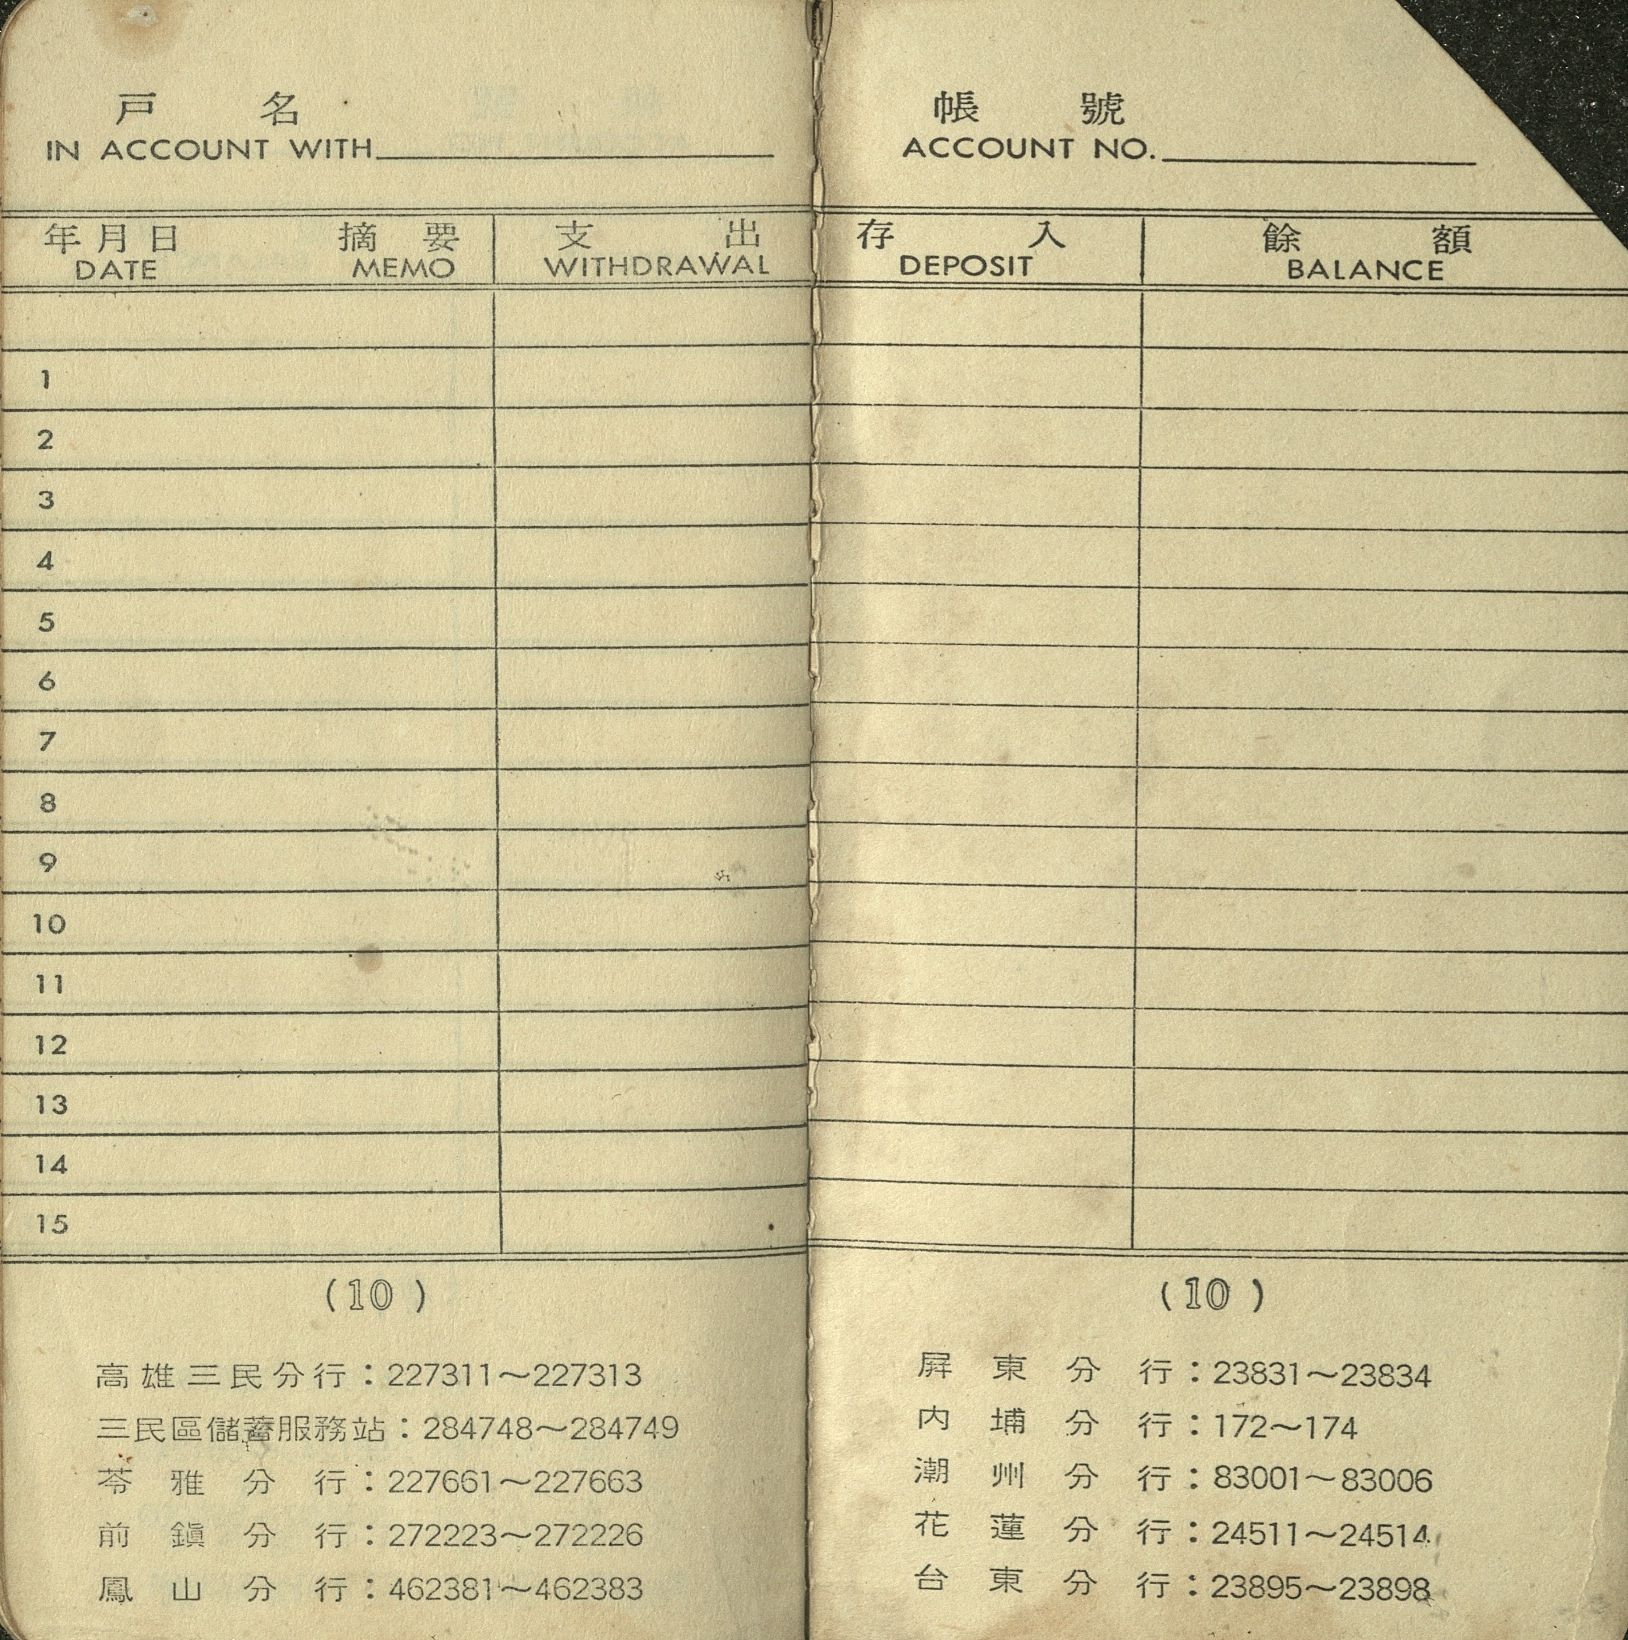 戸 名
IN ACCOUNT WITH
帳 號
ACCOUNT NO.
年月日 摘要 支出 存入 餘額
DATE MEMO WITHDRAWAL DEPOSIT BALANCE
1
2
3
4
5
6
7
8
9
10
11
12
13
14
15
(10)
高雄三民分行：227311～227313
三民區儲蓄服務站：284748～284749
苓雅分行：227661～227663
前鎮分行：272223～272226
鳳山分行：462381～462383
(10)
屏東分行：23831～23834
内埔分行：172～174
潮州分行：83001～83006
花蓮分行：24511～24514
台東分行：23895～23898